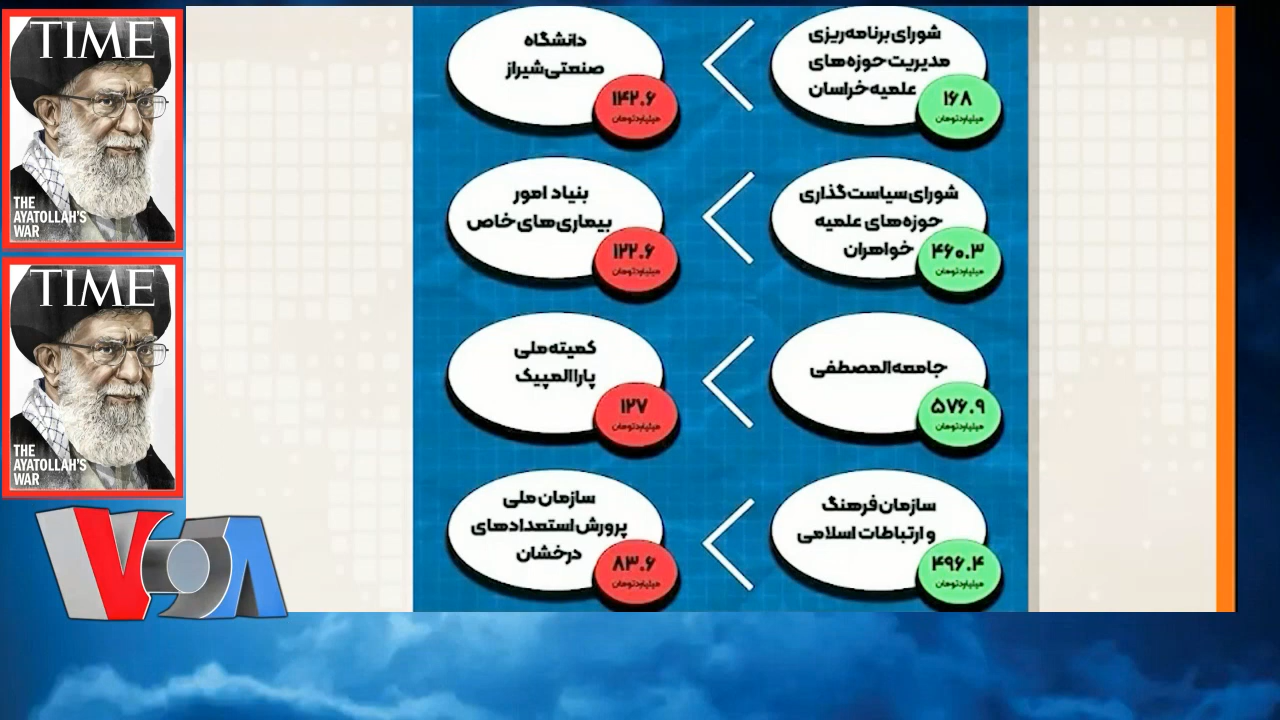 TIME
THE
AYATOLLAH'S
WAR
TIME
THE
AYATOLLAH'S
WAR
VOA
شورای برنامه‌ریزی
مدیریت حوزه‌های
علمیه خراسان
۱۶۸
میلیارد تومان
دانشگاه
صنعتی شیراز
۱۴۲.۶
میلیارد تومان
شورای سیاست‌گذاری
حوزه‌های علمیه
خواهران
۴۶۰.۳
میلیارد تومان
بنیاد امور
بیماری‌های خاص
۱۲۲.۶
میلیارد تومان
جامعه المصطفی
۵۷۶.۹
میلیارد تومان
کمیته ملی
پاراالمپیک
۱۲۷
میلیارد تومان
سازمان فرهنگ
و ارتباطات اسلامی
۴۹۶.۴
میلیارد تومان
سازمان ملی
پرورش استعدادهای
درخشان
۸۳.۶
میلیارد تومان